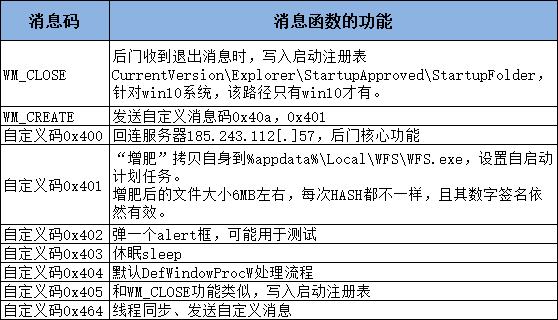 消息码 消息函数的功能
WM_CLOSE
后门收到退出消息时，写入启动注册表
CurrentVersion\Explorer\StartupApproved\StartupFolder，
针对win10系统，该路径只有win10才有。
WM_CREATE 发送自定义消息码0x40a，0x401
自定义码0x400 回连服务器185.243.112[.]57，后门核心功能
自定义码0x401
“增肥”拷贝自身到%appdata%\Local\WFS\WFS.exe，设置自启动
计划任务。
增肥后的文件大小6MB左右，每次HASH都不一样，且其数字签名依
然有效。
自定义码0x402 弹一个alert框，可能用于测试
自定义码0x403 休眠sleep
自定义码0x404 默认DefWindowProcW处理流程
自定义码0x405 和WM_CLOSE功能类似，写入启动注册表
自定义码0x464 线程同步、发送自定义消息